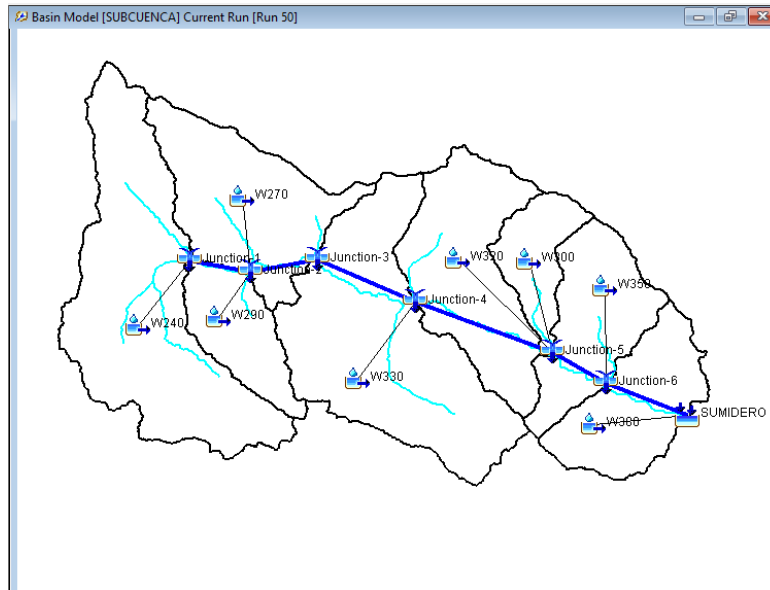 Basin Model [SUBCUENCA] Current Run [Run 50]
W270
Junction-1
Junction-3
Junction-2
W320
W300
W350
Junction-4
W240
W290
Junction-5
W330
Junction-6
SUMIDERO